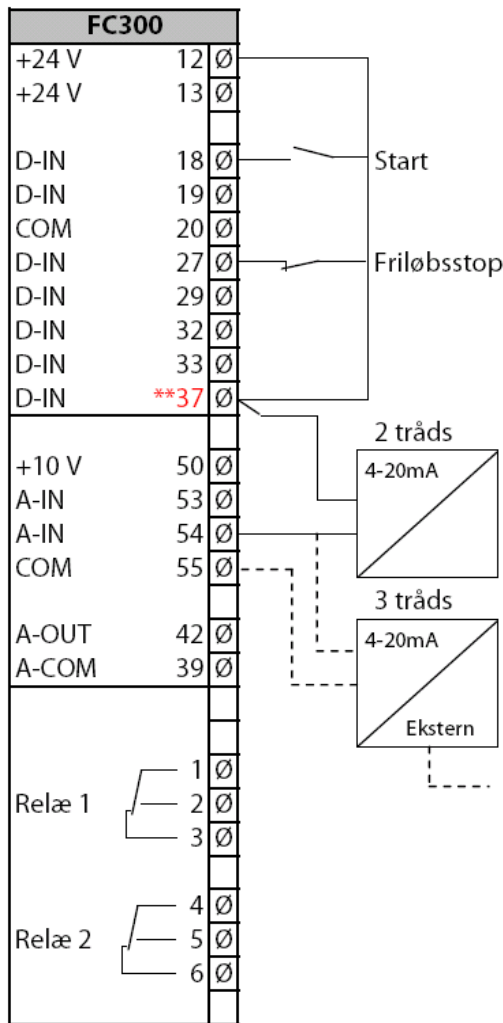 FC300
+24 V 12 Ø
+24 V 13 Ø
D-IN 18 Ø Start
D-IN 19 Ø
COM 20 Ø
D-IN 27 Ø Friløbsstop
D-IN 29 Ø
D-IN 32 Ø
D-IN 33 Ø
D-IN **37 Ø
2 tråds
+10 V 50 Ø 4-20mA
A-IN 53 Ø
A-IN 54 Ø
COM 55 Ø
3 tråds
A-OUT 42 Ø 4-20mA
A-COM 39 Ø
Ekstern
1 Ø
Relæ 1 2 Ø
3 Ø
4 Ø
Relæ 2 5 Ø
6 Ø